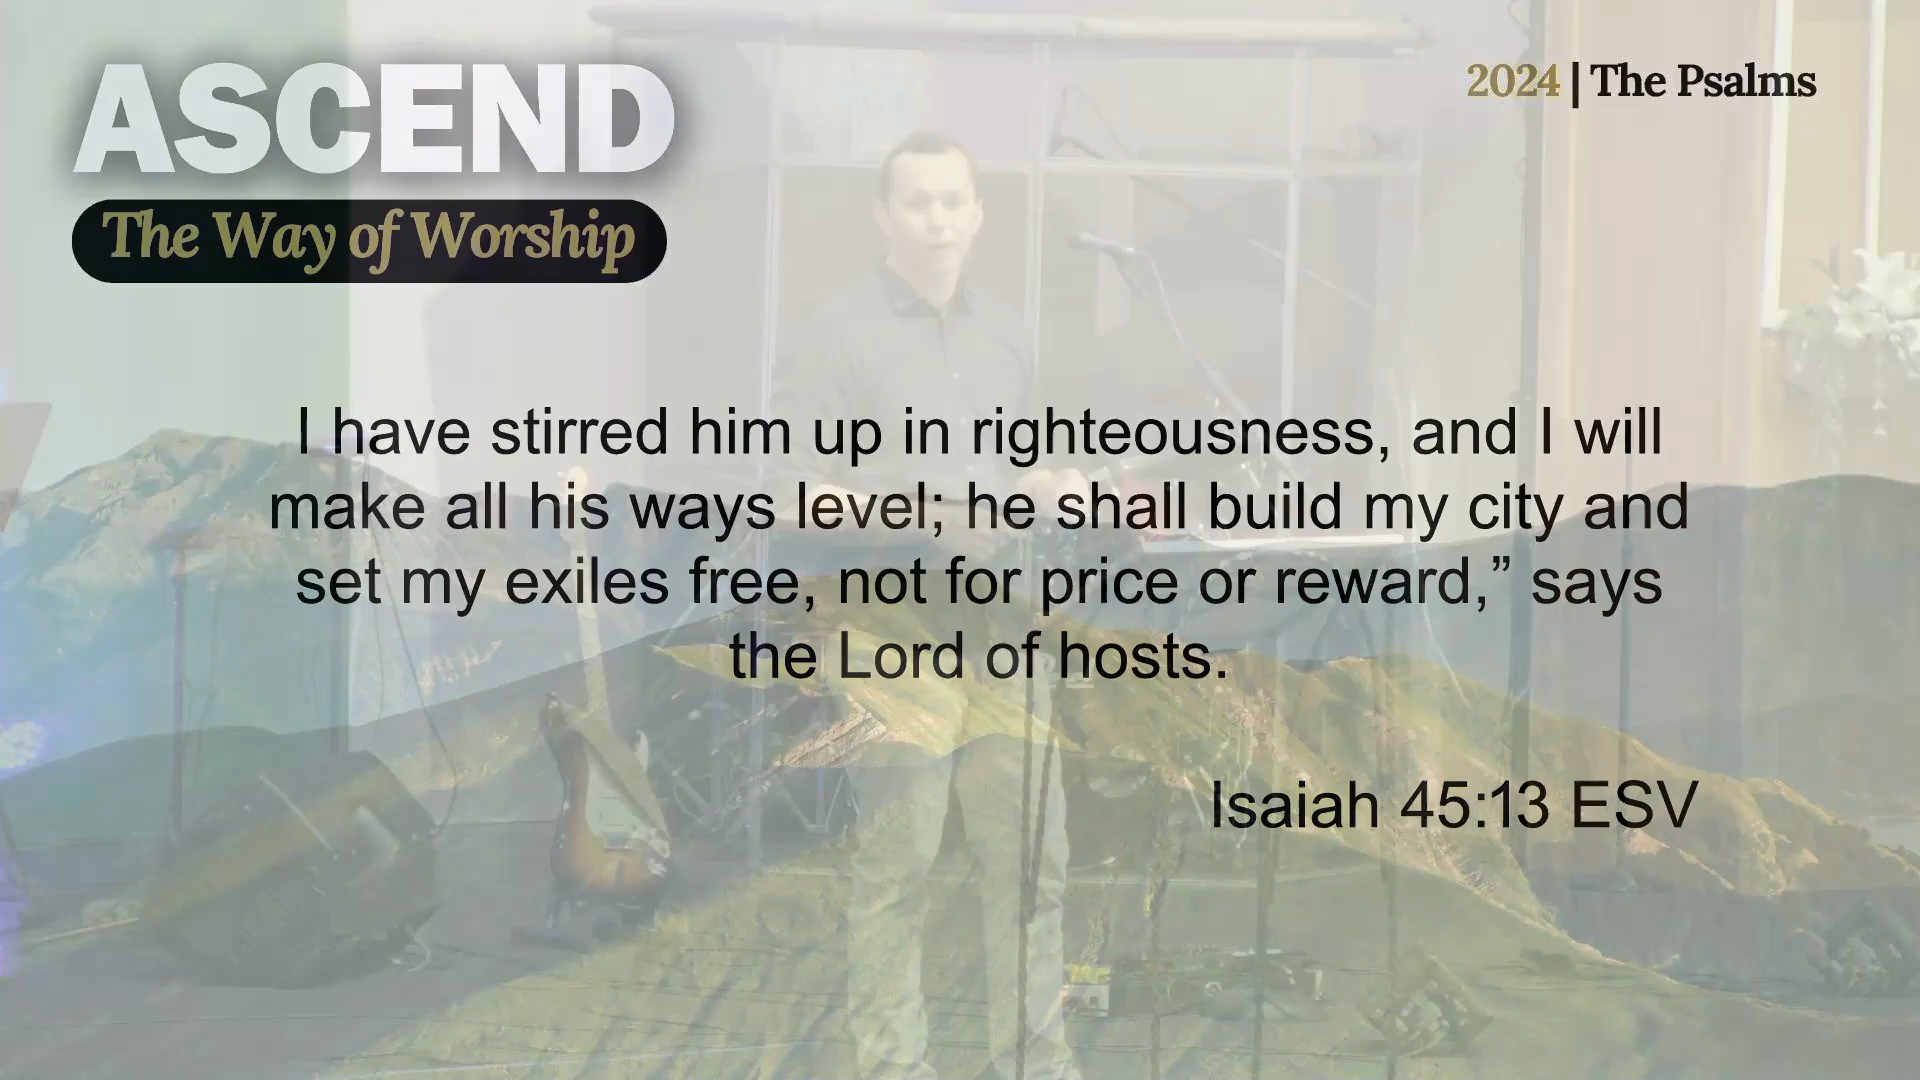 ASCEND
The Way of Worship
2024 | The Psalms
I have stirred him up in righteousness, and I will
make all his ways level; he shall build my city and
set my exiles free, not for price or reward,” says
the Lord of hosts.
Isaiah 45:13 ESV